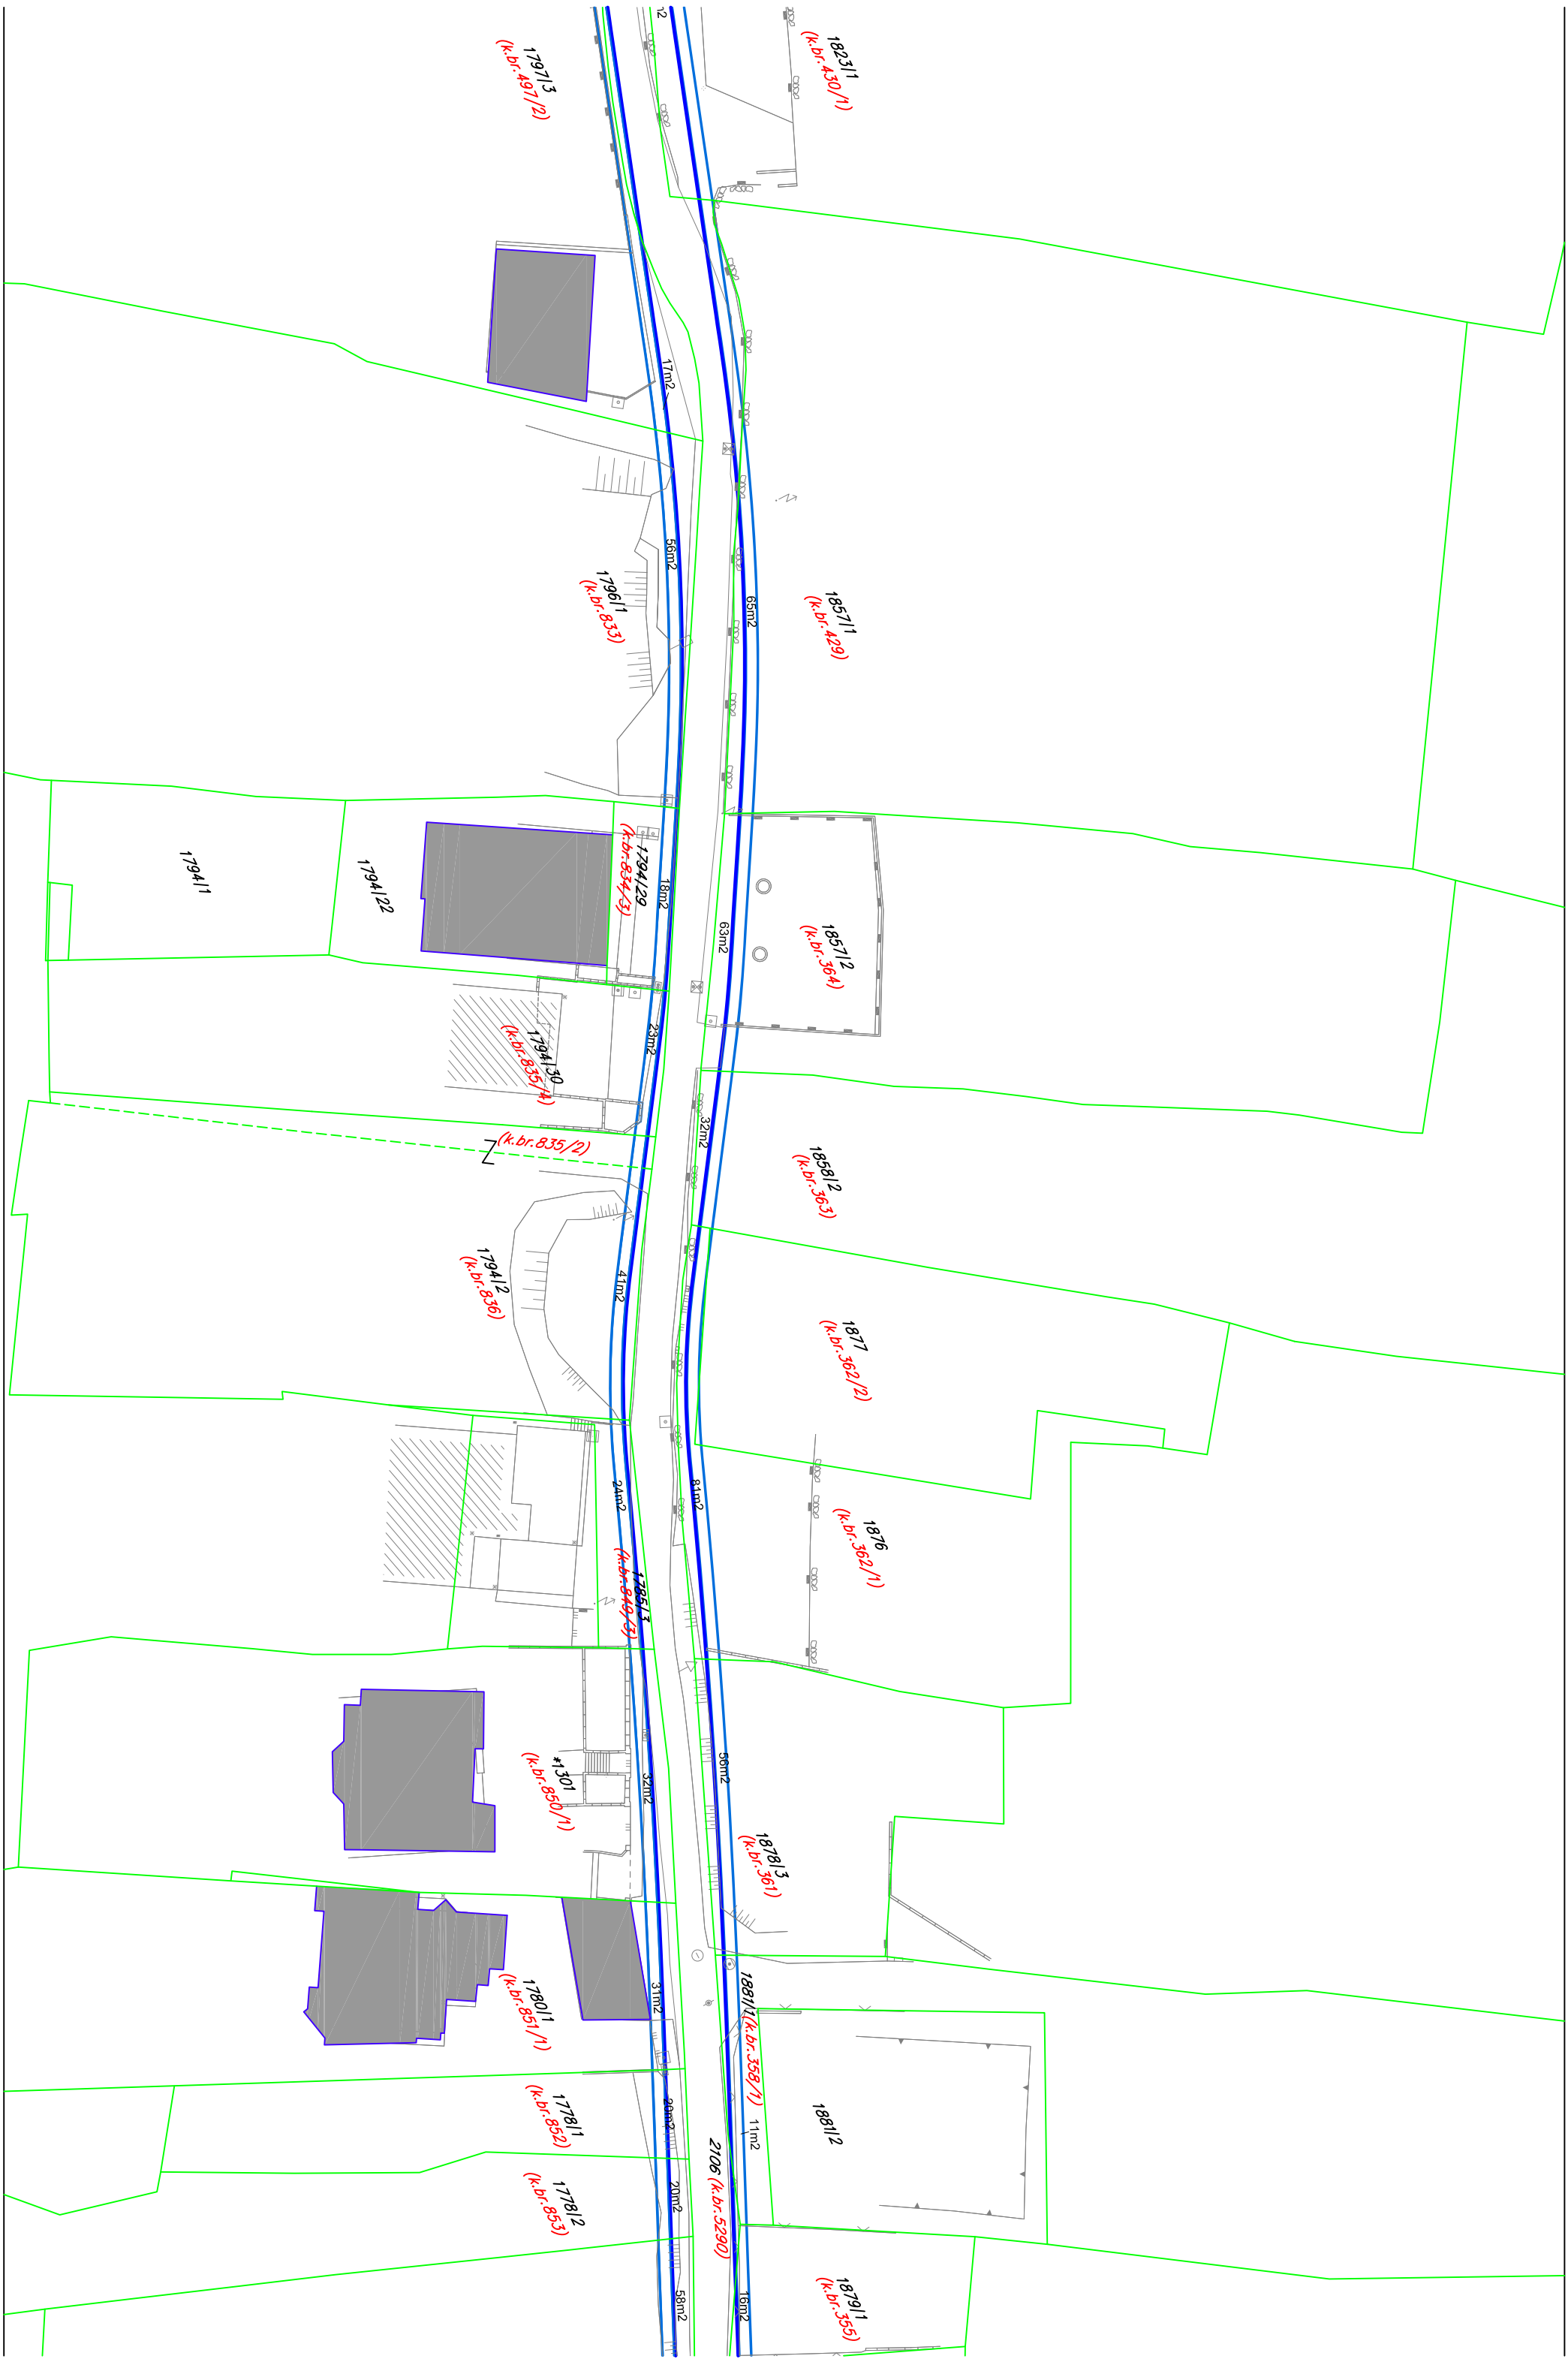 1823/1
(k.br.430/1)
1797/3
(k.br.497/2)
17m2
56m2
1796/1
(k.br.833)
65m2
1857/1
(k.br.429)
1794/1
1794/22
1794/29
(k.br.834/3)
18m2
63m2
1857/2
(k.br.364)
1794/30
(k.br.835/4)
23m2
(k.br.835/2)
32m2
1858/2
(k.br.363)
1794/2
(k.br.836)
41m2
1877
(k.br.362/2)
24m2
81m2
1876
(k.br.362/1)
1785/3
(k.br.849/3)
*1301
(k.br.850/1)
32m2
56m2
1878/3
(k.br.361)
1780/1
(k.br.851/1)
31m2
1881/1(k.br.358/1)
1778/1
(k.br.852)
20m2
11m2
1881/2
2106 (k.br.5290)
1778/2
(k.br.853)
20m2
58m2
16m2
1879/1
(k.br.355)